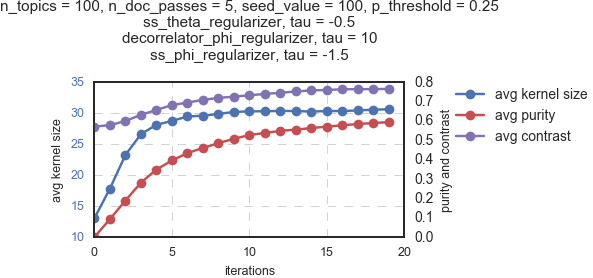 n_topics = 100, n_doc_passes = 5, seed_value = 100, p_threshold = 0.25
ss_theta_regularizer, tau = -0.5
decorrelator_phi_regularizer, tau = 10
ss_phi_regularizer, tau = -1.5
35
30
25
20
15
10
avg kernel size
0.8
0.7
0.6
0.5
0.4
0.3
0.2
0.1
0.0
purity and contrast
0 5 10 15 20
iterations
avg kernel size
avg purity
avg contrast